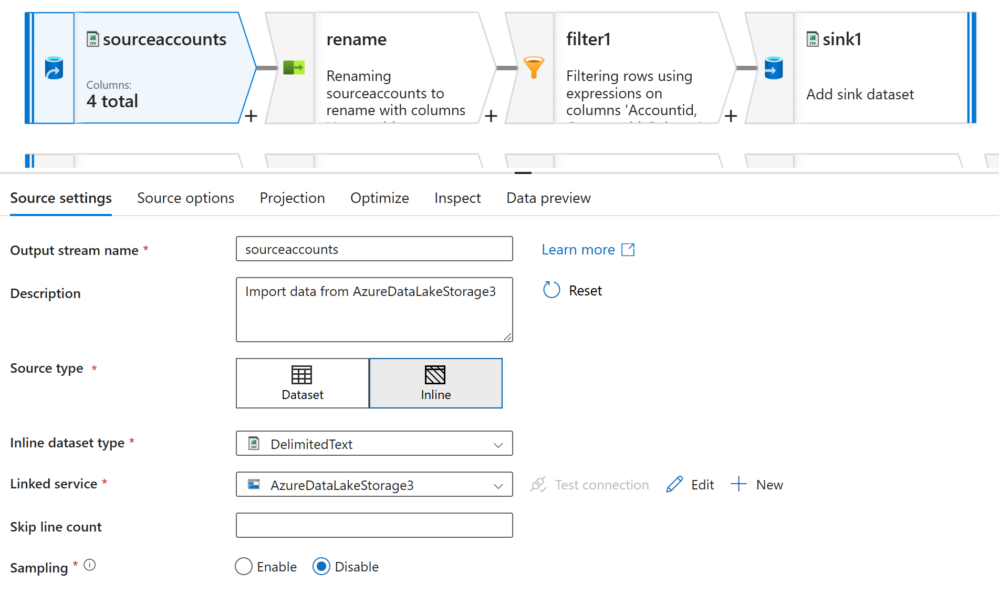 sourceaccounts
Columns:
4 total
+
rename
Renaming
sourceaccounts to
rename with columns
+
filter1
Filtering rows using
expressions on
columns 'Accountid,
+
sink1
Add sink dataset
Source settings
Source options
Projection
Optimize
Inspect
Data preview
Output stream name *
sourceaccounts
Learn more
Description
Import data from AzureDataLakeStorage3
Reset
Source type *
Dataset
Inline
Inline dataset type *
DelimitedText
Linked service *
AzureDataLakeStorage3
Test connection
Edit
New
Skip line count
Sampling *
Enable
Disable